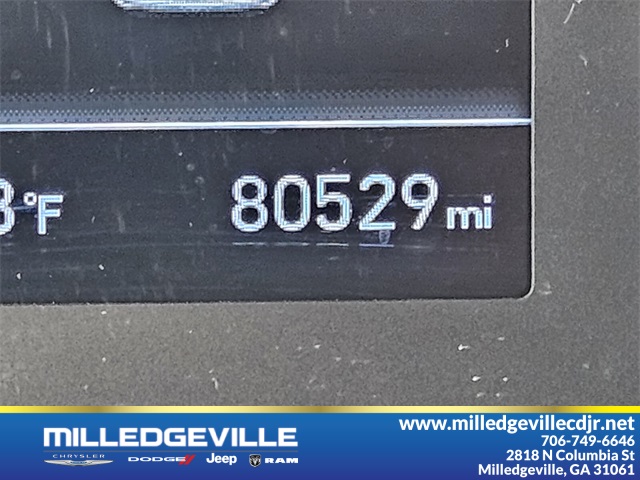 8°F 80529 mi
MILLEDGEVILLE
CHRYSLER DODGE Jeep RAM
www.milledgevillecdjr.net
706-749-6646
2818 N Columbia St
Milledgeville, GA 31061